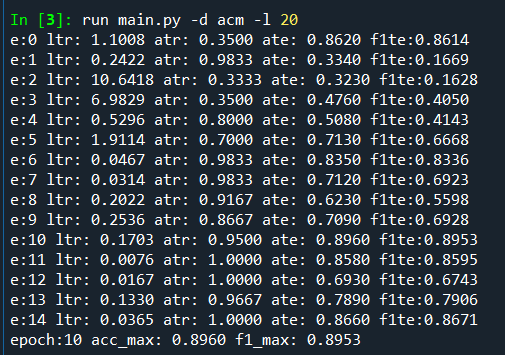 In [3]: run main.py -d acm -l 20
e:0 ltr: 1.1008 atr: 0.3500 ate: 0.8620 f1te:0.8614
e:1 ltr: 0.2422 atr: 0.9833 ate: 0.3340 f1te:0.1669
e:2 ltr: 10.6418 atr: 0.3333 ate: 0.3230 f1te:0.1628
e:3 ltr: 6.9829 atr: 0.3500 ate: 0.4760 f1te:0.4050
e:4 ltr: 0.5296 atr: 0.8000 ate: 0.5080 f1te:0.4143
e:5 ltr: 1.9114 atr: 0.7000 ate: 0.7130 f1te:0.6668
e:6 ltr: 0.0467 atr: 0.9833 ate: 0.8350 f1te:0.8336
e:7 ltr: 0.0314 atr: 0.9833 ate: 0.7120 f1te:0.6923
e:8 ltr: 0.2022 atr: 0.9167 ate: 0.6230 f1te:0.5598
e:9 ltr: 0.2536 atr: 0.8667 ate: 0.7090 f1te:0.6928
e:10 ltr: 0.1703 atr: 0.9500 ate: 0.8960 f1te:0.8953
e:11 ltr: 0.0076 atr: 1.0000 ate: 0.8580 f1te:0.8595
e:12 ltr: 0.0167 atr: 1.0000 ate: 0.6930 f1te:0.6743
e:13 ltr: 0.1330 atr: 0.9667 ate: 0.7890 f1te:0.7906
e:14 ltr: 0.0365 atr: 1.0000 ate: 0.8660 f1te:0.8671
epoch:10 acc_max: 0.8960 f1_max: 0.8953